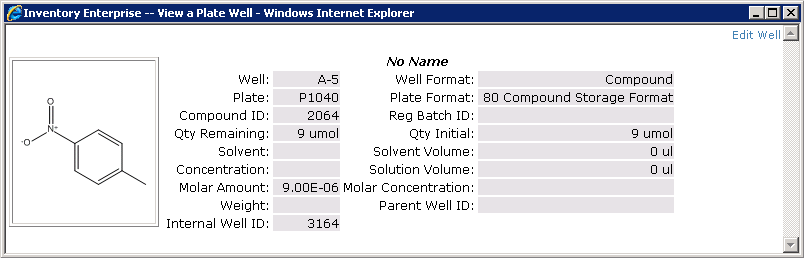 Inventory Enterprise -- View a Plate Well - Windows Internet Explorer
Edit Well
No Name
Well: A-5 Well Format: Compound
Plate: P1040 Plate Format: 80 Compound Storage Format
Compound ID: 2064 Reg Batch ID:
Qty Remaining: 9 umol Qty Initial: 9 umol
Solvent: Solvent Volume: 0 ul
Concentration: Solution Volume: 0 ul
Molar Amount: 9.00E-06 Molar Concentration:
Weight: Parent Well ID:
Internal Well ID: 3164
O
N+
-O